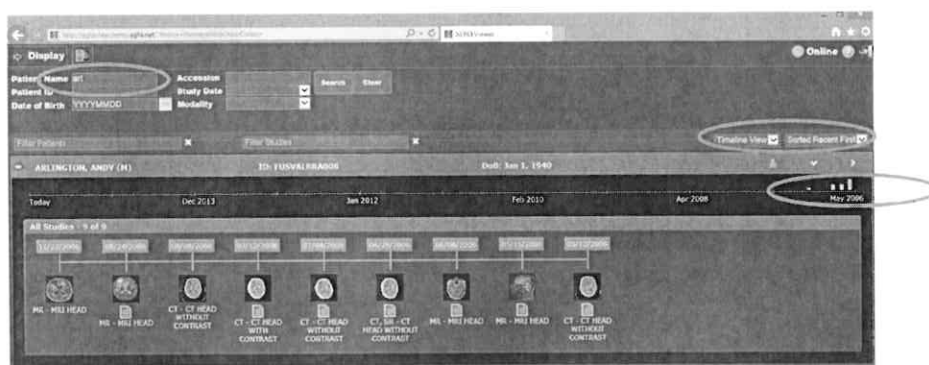 XERO Viewer
Display
Online
Patient Name arl
Accession
Search Clear
Patient ID
Study Date
Date of Birth YYYYMMDD
Modality
Filter Patients
Filter Studies
Timeline View
Sorted Recent First
ARLINGTON, ANDY (M)
DoB: Jan 1, 1940
Today Dec 2013 Jan 2012 Feb 2010 Apr 2008 May 2006
All Studies - 9 of 9
MR - MRI HEAD
MR - MRI HEAD
CT - CT HEAD WITHOUT CONTRAST
CT - CT HEAD WITH CONTRAST
CT - CT HEAD WITHOUT CONTRAST
CT, SR - CT HEAD WITHOUT CONTRAST
MR - MRI HEAD
MR - MRI HEAD
CT - CT HEAD WITHOUT CONTRAST